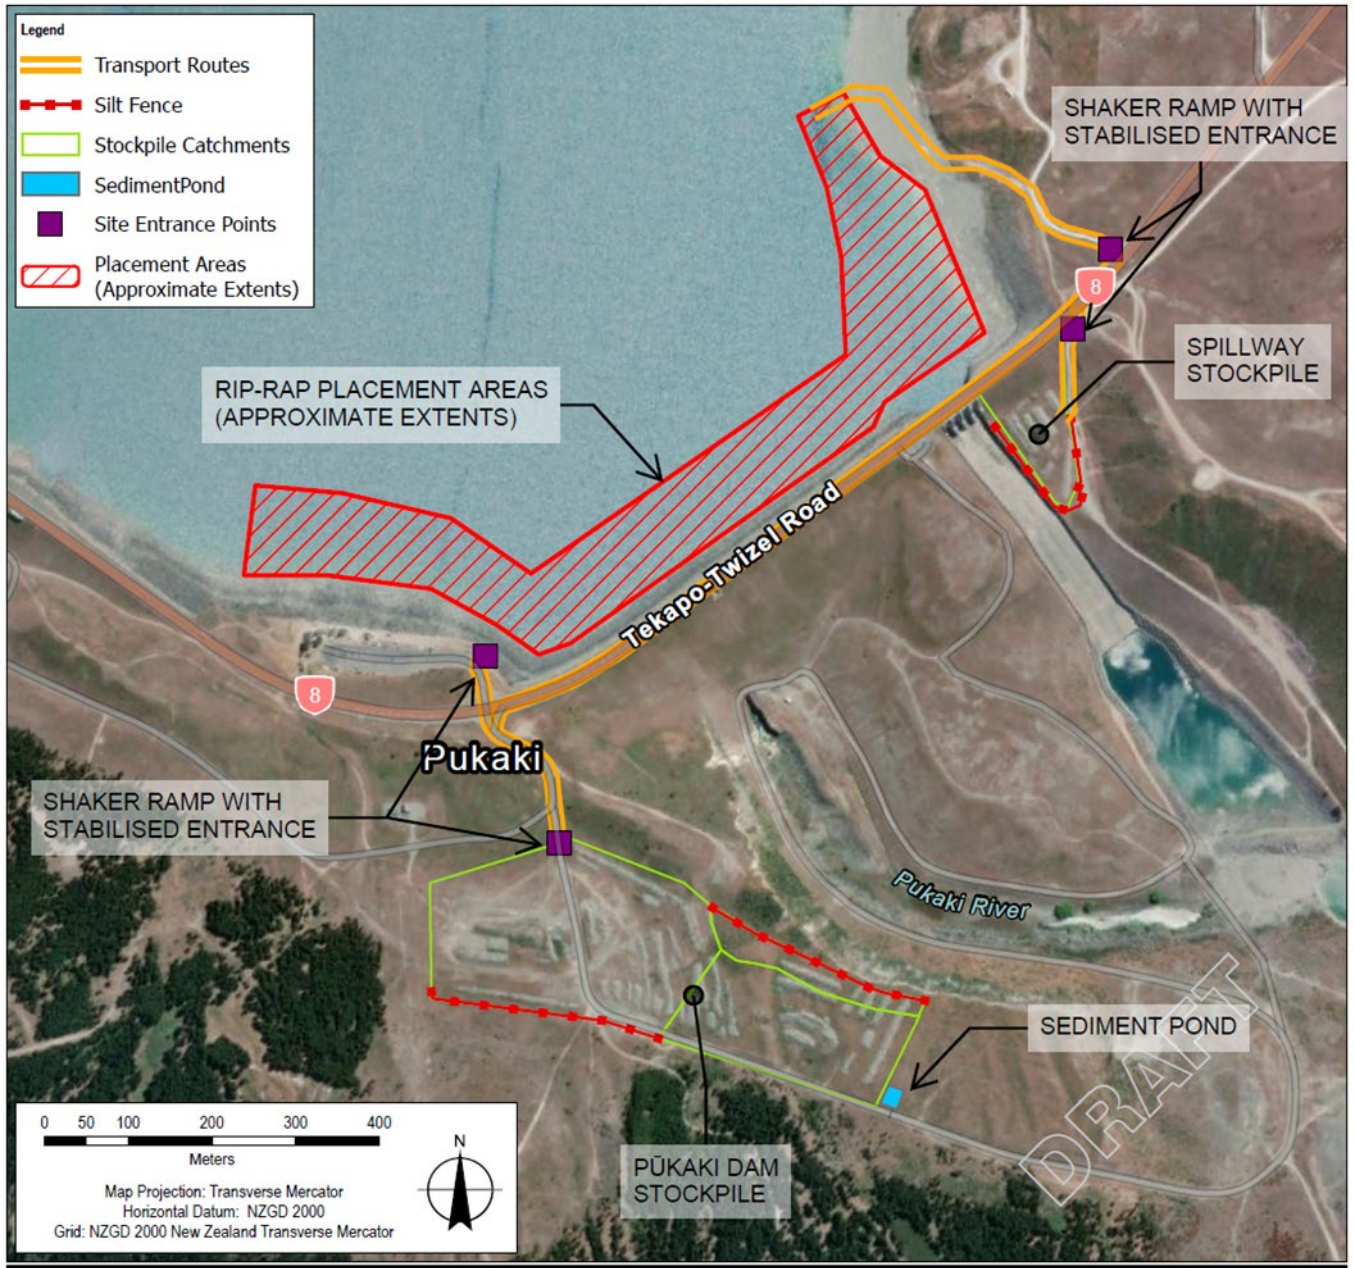 Legend
Transport Routes
Silt Fence
Stockpile Catchments
SedimentPond
Site Entrance Points
Placement Areas
(Approximate Extents)
SHAKER RAMP WITH
STABILISED ENTRANCE
8
SPILLWAY
STOCKPILE
RIP-RAP PLACEMENT AREAS
(APPROXIMATE EXTENTS)
Tekapo-Twizel Road
8
Pukaki
SHAKER RAMP WITH
STABILISED ENTRANCE
Pukaki River
SEDIMENT POND
DRAFT
PŪKAKI DAM
STOCKPILE
0 50 100 200 300 400
Meters
N
Map Projection: Transverse Mercator
Horizontal Datum: NZGD 2000
Grid: NZGD 2000 New Zealand Transverse Mercator